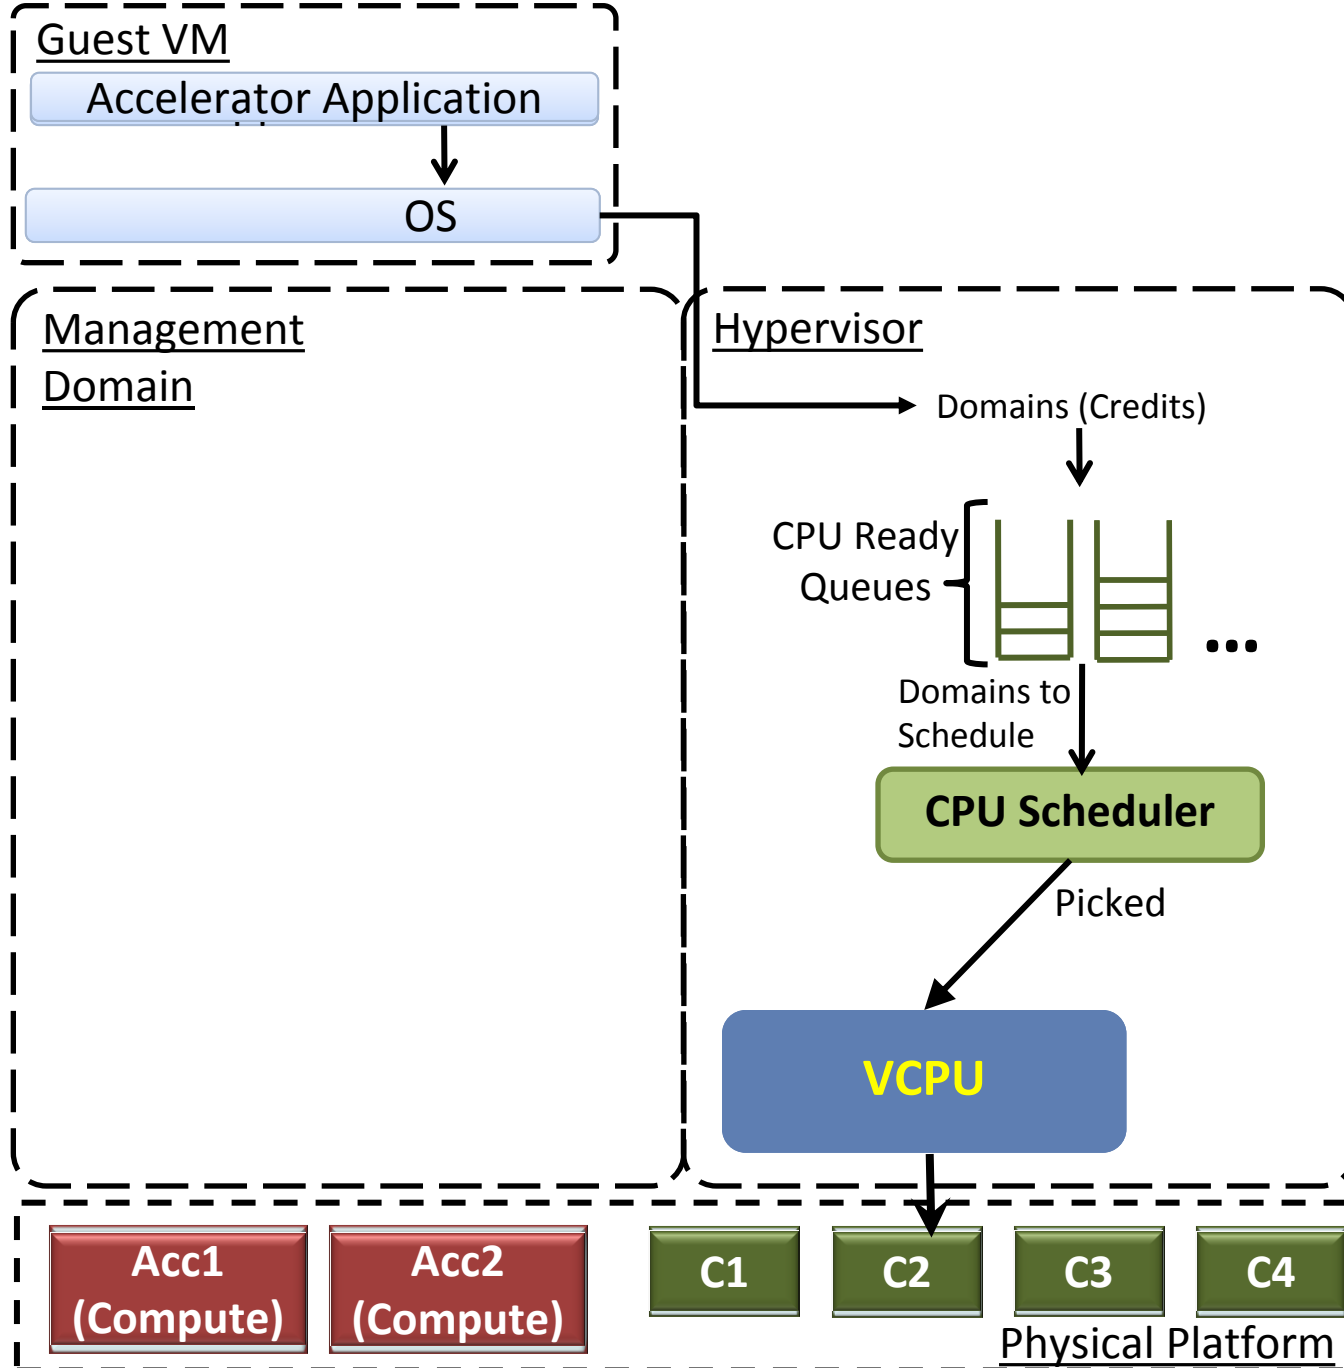 Guest VM
Accelerator Application
OS
Management
Domain
Hypervisor
Domains (Credits)
CPU Ready
Queues
...
Domains to
Schedule
CPU Scheduler
Picked
VCPU
Acc1
(Compute)
Acc2
(Compute)
C1
C2
C3
C4
Physical Platform